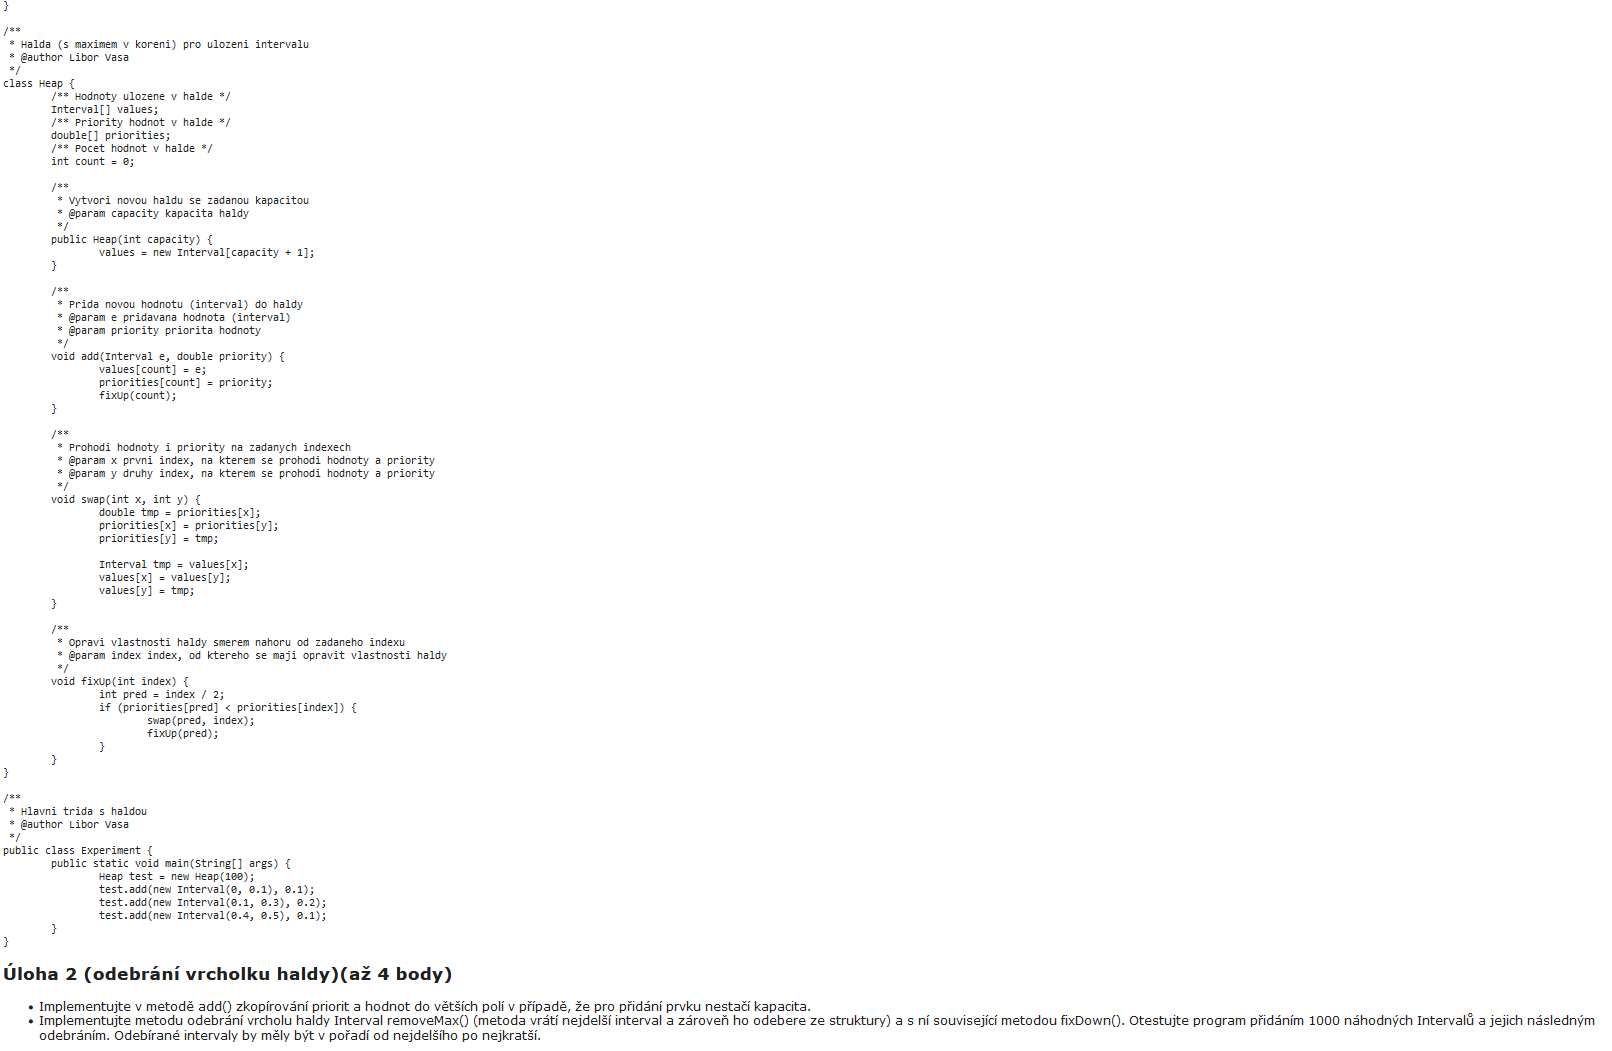 }
/**
 * Halda (s maximem v koreni) pro ulozeni intervalu
 * @author Libor Vasa
 */
class Heap {
        /** Hodnoty ulozene v halde */
        Interval[] values;
        /** Priority hodnot v halde */
        double[] priorities;
        /** Pocet hodnot v halde */
        int count = 0;

        /**
         * Vytvori novou haldu se zadanou kapacitou
         * @param capacity kapacita haldy
         */
        public Heap(int capacity) {
                values = new Interval[capacity + 1];
        }

        /**
         * Prida novou hodnotu (interval) do haldy
         * @param e pridavana hodnota (interval)
         * @param priority priorita hodnoty
         */
        void add(Interval e, double priority) {
                values[count] = e;
                priorities[count] = priority;
                fixUp(count);
        }

        /**
         * Prohodi hodnoty i priority na zadanych indexech
         * @param x prvni index, na kterem se prohodi hodnoty a priority
         * @param y druhy index, na kterem se prohodi hodnoty a priority
         */
        void swap(int x, int y) {
                double tmp = priorities[x];
                priorities[x] = priorities[y];
                priorities[y] = tmp;

                Interval tmp = values[x];
                values[x] = values[y];
                values[y] = tmp;
        }

        /**
         * Opravi vlastnosti haldy smerem nahoru od zadaneho indexu
         * @param index index, od ktereho se maji opravit vlastnosti haldy
         */
        void fixUp(int index) {
                int pred = index / 2;
                if (priorities[pred] < priorities[index]) {
                        swap(pred, index);
                        fixUp(pred);
                }
        }
}

/**
 * Hlavni trida s haldou
 * @author Libor Vasa
 */
public class Experiment {
        public static void main(String[] args) {
                Heap test = new Heap(100);
                test.add(new Interval(0, 0.1), 0.1);
                test.add(new Interval(0.1, 0.3), 0.2);
                test.add(new Interval(0.4, 0.5), 0.1);
        }
}
Úloha 2 (odebrání vrcholku haldy)(až 4 body)
• Implementujte v metodě add() zkopírování priorit a hodnot do větších polí v případě, že pro přidání prvku nestačí kapacita.
• Implementujte metodu odebrání vrcholu haldy Interval removeMax() (metoda vrátí nejdelší interval a zároveň ho odebere ze struktury) a s ní související metodou fixDown(). Otestujte program přidáním 1000 náhodných Intervalů a jejich následným
odebráním. Odebírané intervaly by měly být v pořadí od nejdelšího po nejkratší.